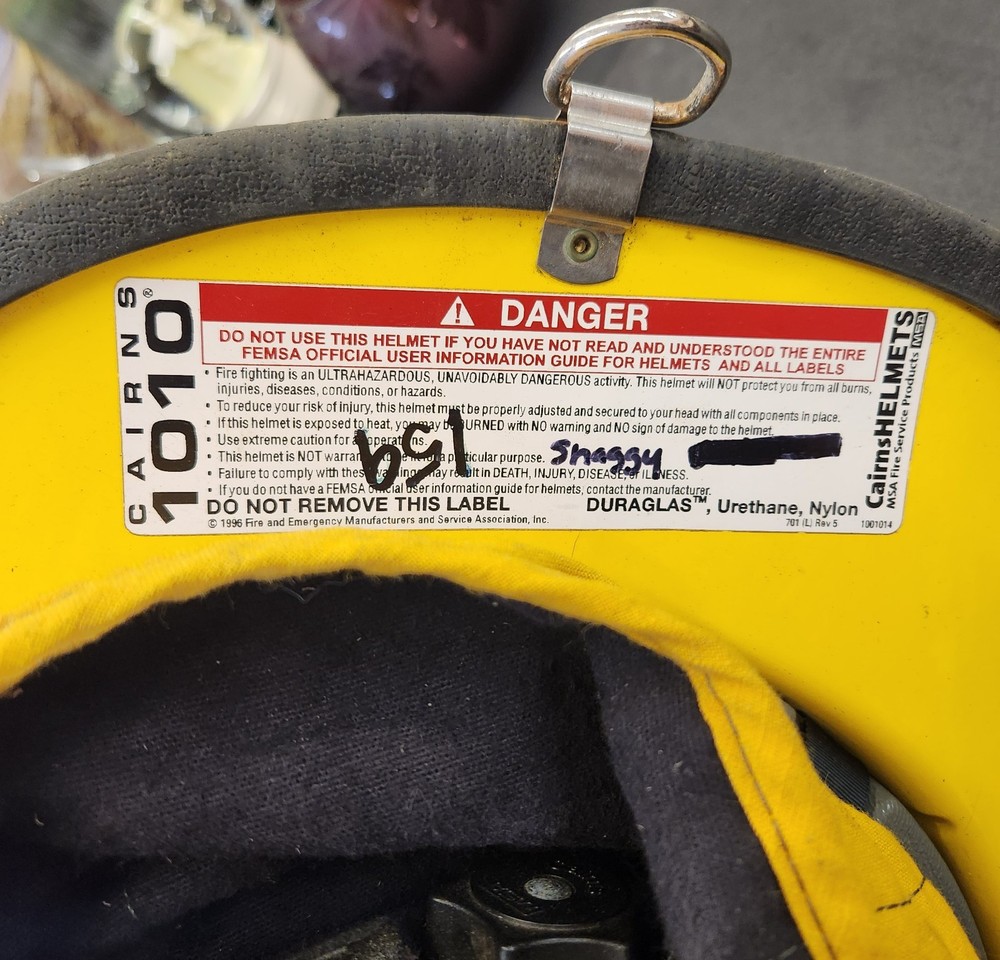 CAIRNS®
1010
DANGER
DO NOT USE THIS HELMET IF YOU HAVE NOT READ AND UNDERSTOOD THE ENTIRE
FEMSA OFFICIAL USER INFORMATION GUIDE FOR HELMETS AND ALL LABELS
• Fire fighting is an ULTRAHAZARDOUS, UNAVOIDABLY DANGEROUS activity. This helmet will NOT protect you from all burns,
injuries, diseases, conditions, or hazards.
• To reduce your risk of injury, this helmet must be properly adjusted and secured to your head with all components in place.
• If this helmet is exposed to heat, you may be BURNED with NO warning and NO sign of damage to the helmet.
• Use extreme caution for all operations.
• This helmet is NOT particular purpose.
• Failure to comply with these warnings may result in DEATH, INJURY, DISEASE, or ILLNESS.
• If you do not have a FEMSA official user information guide for helmets, contact the manufacturer.
Shaggy
DO NOT REMOVE THIS LABEL
DURAGLAS™, Urethane, Nylon
© 1996 Fire and Emergency Manufacturers and Service Association, Inc.
701 (L) Rev 5
1001014
CairnsHELMETS
MSA Fire Service Products MSA